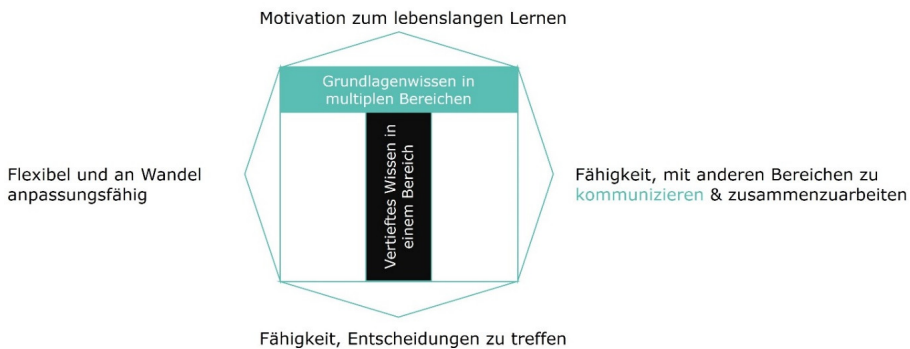 Motivation zum lebenslangen Lernen
Grundlagenwissen in
multiplen Bereichen
Vertieftes Wissen in
einem Bereich
Flexibel und an Wandel
anpassungsfähig
Fähigkeit, mit anderen Bereichen zu
kommunizieren & zusammenzuarbeiten
Fähigkeit, Entscheidungen zu treffen